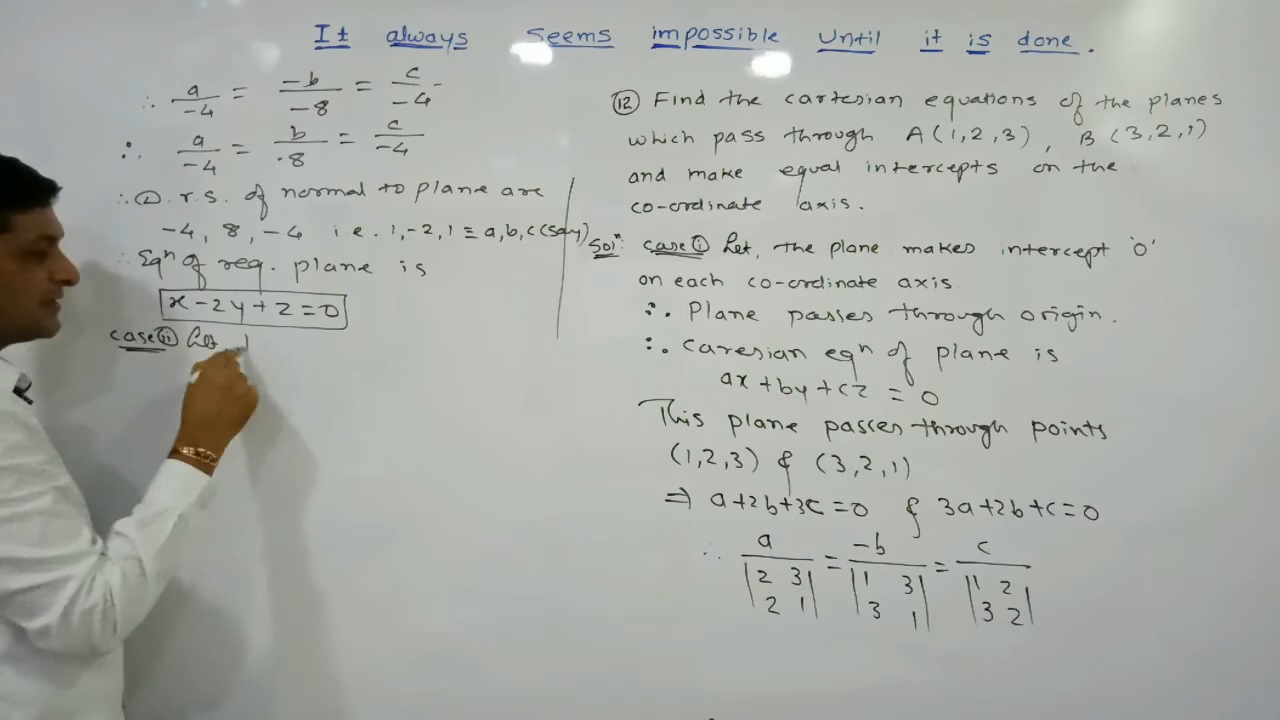 It always seems impossible until it is done.
(12) Find the cartesian equations of the planes
which pass through A(1,2,3), B(3,2,1)
and make equal intercepts on the
co-ordinate axis.
Solⁿ: case(i) Let, the plane makes intercept 'O'
on each co-ordinate axis
∴ Plane passes through origin.
∴ Caresian eqⁿ of plane is
ax+by+cz = 0
This plane passes through points
(1,2,3) & (3,2,1)
⇒ a+2b+3c=0 & 3a+2b+c=0
∴ a/|2 3; 2 1| = -b/|1 3; 3 1| = c/|1 2; 3 2|
∴ a/-4 = -b/-8 = c/-4
∴ a/-4 = b/8 = c/-4
∴ D.r.s. of normal to plane are
-4, 8, -4 i.e. 1,-2,1 ≡ a,b,c (say)
∴ Eqⁿ of req. plane is
x-2y+z=0
case(ii) Let